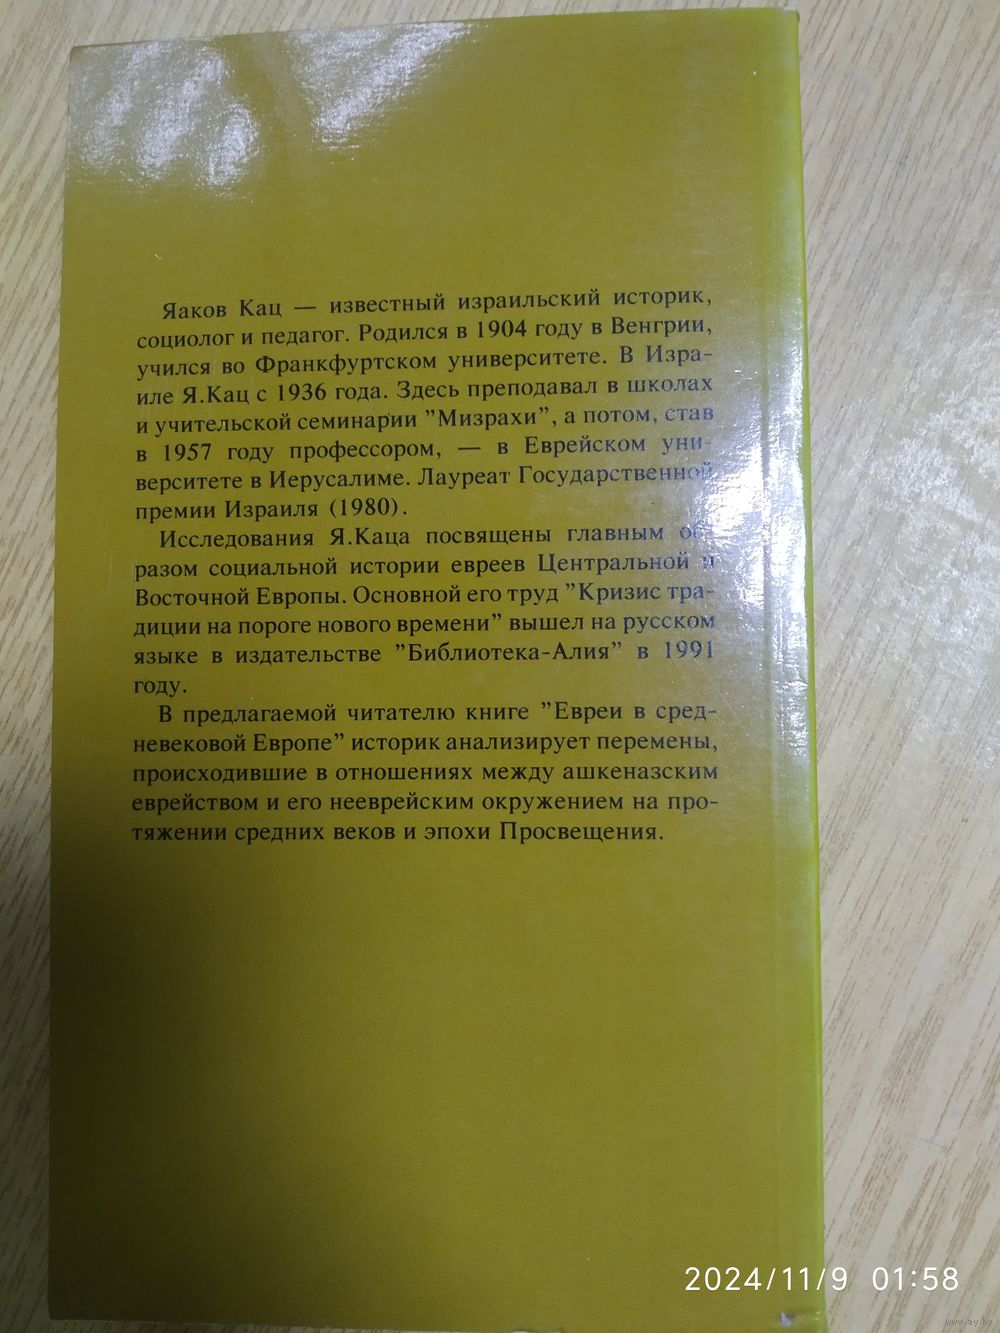 Яаков Кац — известный израильский историк,
социолог и педагог. Родился в 1904 году в Венгрии,
учился во Франкфуртском университете. В Изра-
иле Я.Кац с 1936 года. Здесь преподавал в школах
и учительской семинарии "Мизрахи", а потом, став
в 1957 году профессором, — в Еврейском уни-
верситете в Иерусалиме. Лауреат Государственной
премии Израиля (1980).
Исследования Я.Каца посвящены главным об-
разом социальной истории евреев Центральной и
Восточной Европы. Основной его труд "Кризис тра-
диции на пороге нового времени" вышел на русском
языке в издательстве "Библиотека-Алия" в 1991
году.
В предлагаемой читателю книге "Евреи в сред-
невековой Европе" историк анализирует перемены,
происходившие в отношениях между ашкеназским
еврейством и его нееврейским окружением на про-
тяжении средних веков и эпохи Просвещения.
2024/11/9 01:58
www.ay.by